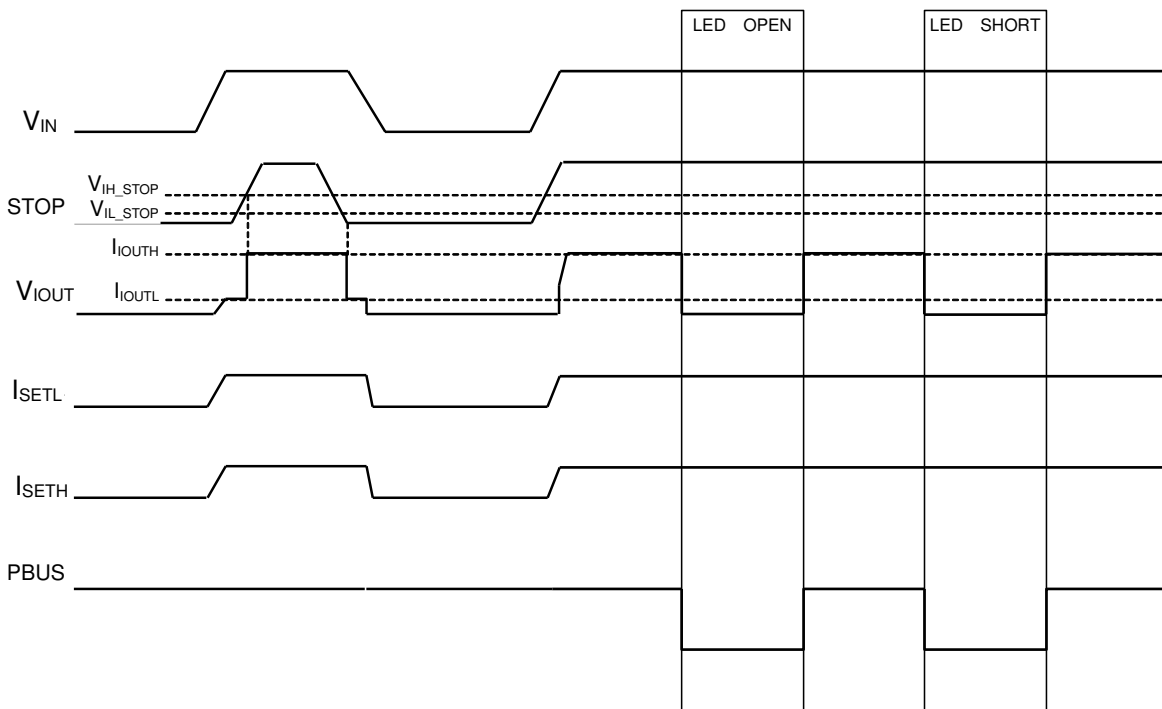 LED OPEN
LED SHORT
VIN
STOP
VIH_STOP
VIL_STOP
VIOUT
IIOUTH
IIOUTL
ISETL
ISETH
PBUS